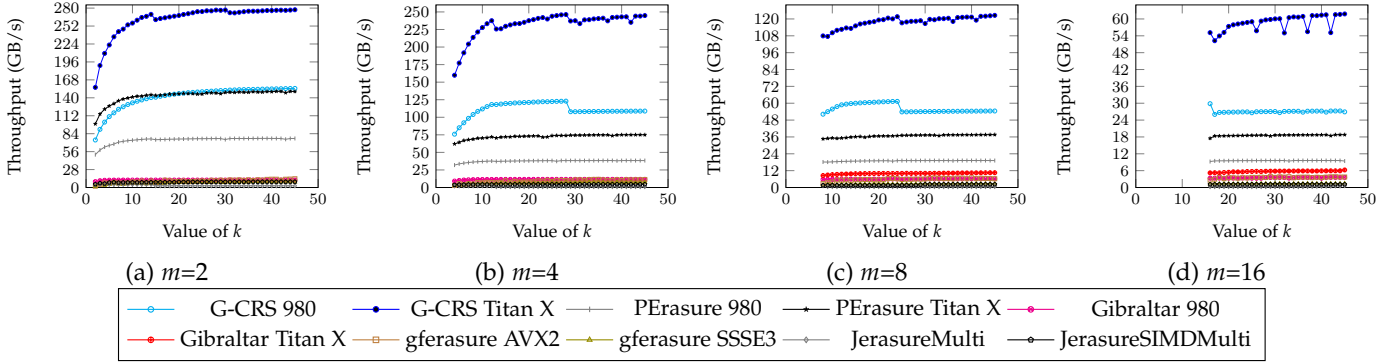 280
252
224
196
168
140
112
84
56
28
0
0 10 20 30 40 50
Throughput (GB/s)
Value of k
(a) m=2
250
225
200
175
150
125
100
75
50
25
0
0 10 20 30 40 50
Throughput (GB/s)
Value of k
(b) m=4
120
108
96
84
72
60
48
36
24
12
0
0 10 20 30 40 50
Throughput (GB/s)
Value of k
(c) m=8
60
54
48
42
36
30
24
18
12
6
0
0 10 20 30 40 50
Throughput (GB/s)
Value of k
(d) m=16
G-CRS 980 G-CRS Titan X PErasure 980 PErasure Titan X Gibraltar 980
Gibraltar Titan X gferasure AVX2 gferasure SSSE3 JerasureMulti JerasureSIMDMulti